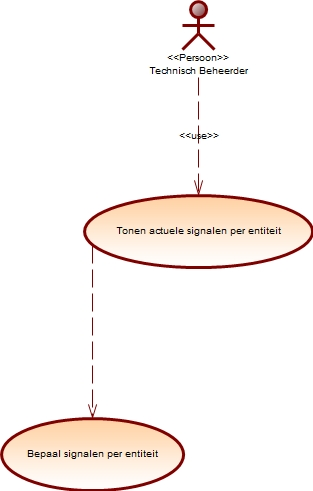 <<Persoon>>
Technisch Beheerder
<<use>>
Tonen actuele signalen per entiteit
Bepaal signalen per entiteit